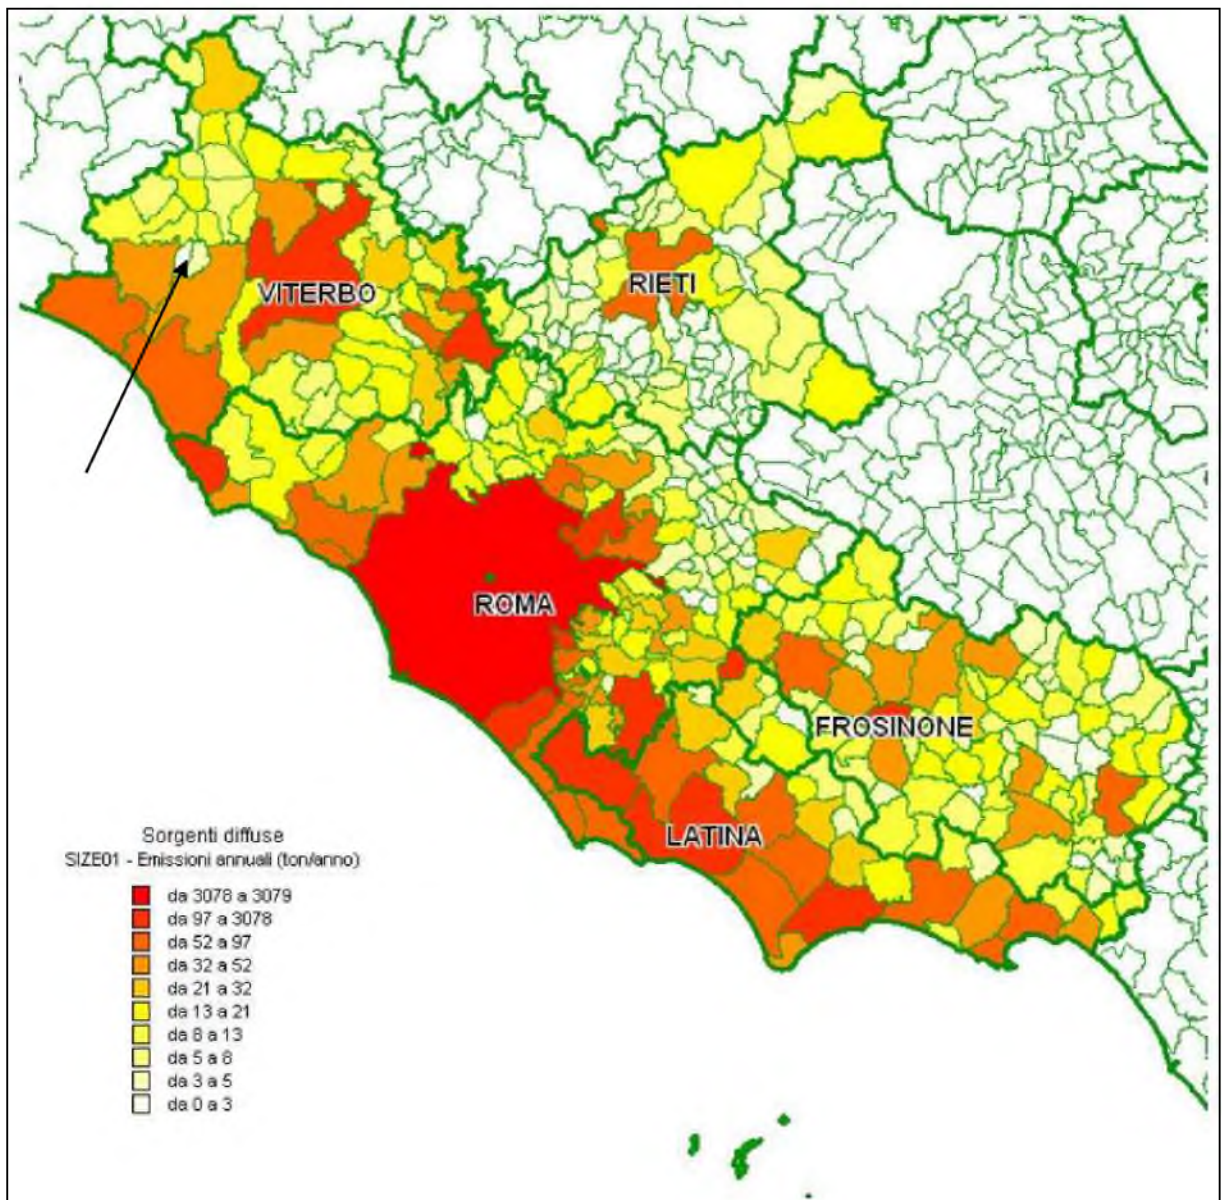 VITERBO
RIETI
ROMA
FROSINONE
LATINA
Sorgenti diffuse
SIZE01 - Emissioni annuali (ton/anno)
da 3078 a 3079
da 97 a 3078
da 52 a 97
da 32 a 52
da 21 a 32
da 13 a 21
da 8 a 13
da 5 a 8
da 3 a 5
da 0 a 3